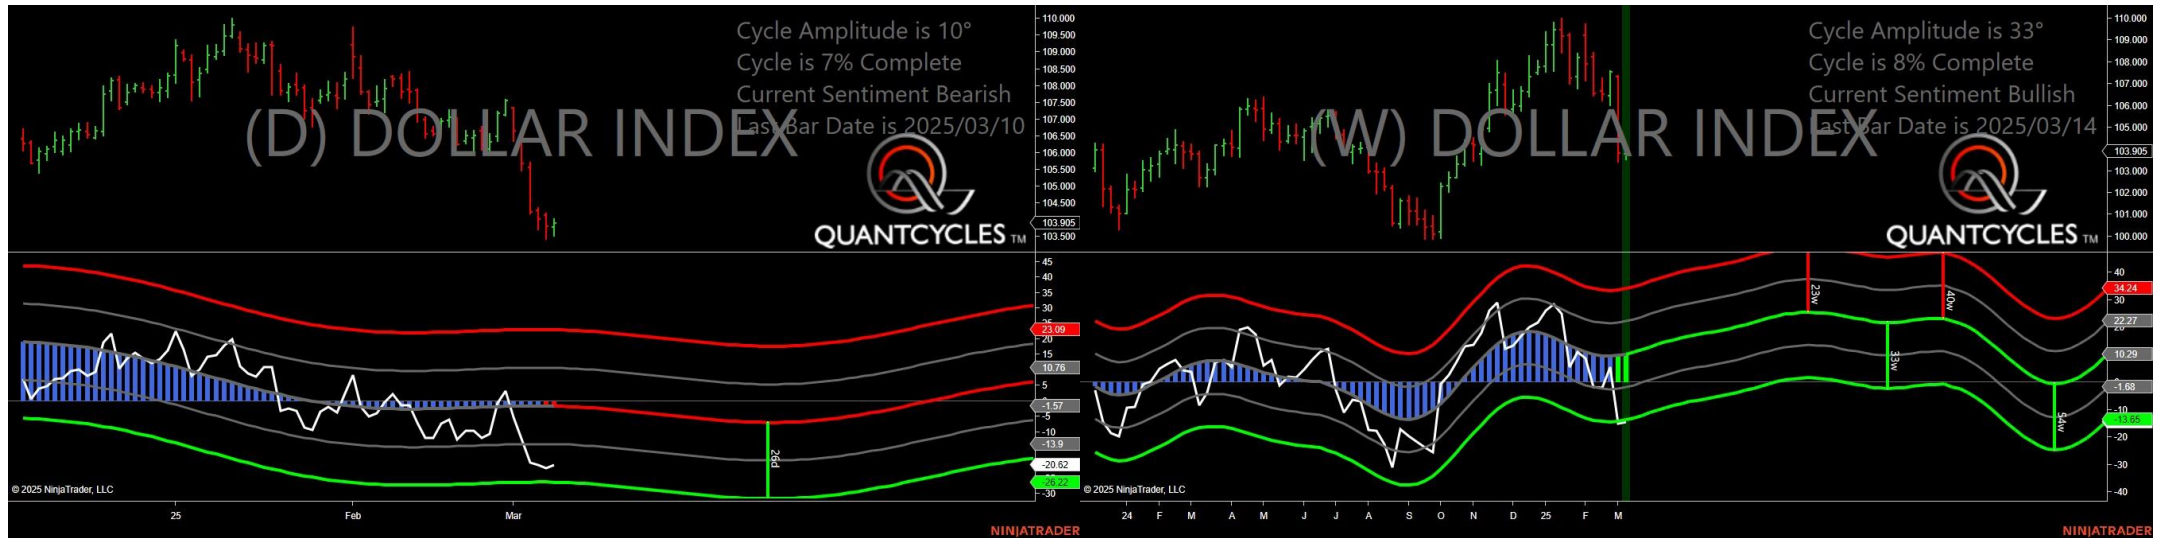 Cycle Amplitude is 10°
Cycle is 7% Complete
Current Sentiment Bearish
Last Bar Date is 2025/03/10
(D) DOLLAR INDEX
QUANTCYCLES TM
110.000
109.500
109.000
108.500
108.000
107.500
107.000
106.500
106.000
105.500
105.000
104.500
103.905
103.500
45
40
35
30
25
23.09
20
15
10.76
5
-1.57
-5
-10
-13.9
-20.62
-26.22
-30
26d
© 2025 NinjaTrader, LLC
25 Feb Mar
NINJATRADER
Cycle Amplitude is 33°
Cycle is 8% Complete
Current Sentiment Bullish
Last Bar Date is 2025/03/14
(W) DOLLAR INDEX
QUANTCYCLES TM
110.000
109.000
108.000
107.000
106.000
105.000
103.905
103.000
102.000
101.000
100.000
40
34.24
30
22.27
10.29
-1.68
-10
-13.65
-20
-30
-40
23w
33w
40w
54w
© 2025 NinjaTrader, LLC
24 F M A M J J A S O N D 25 F M
NINJATRADER